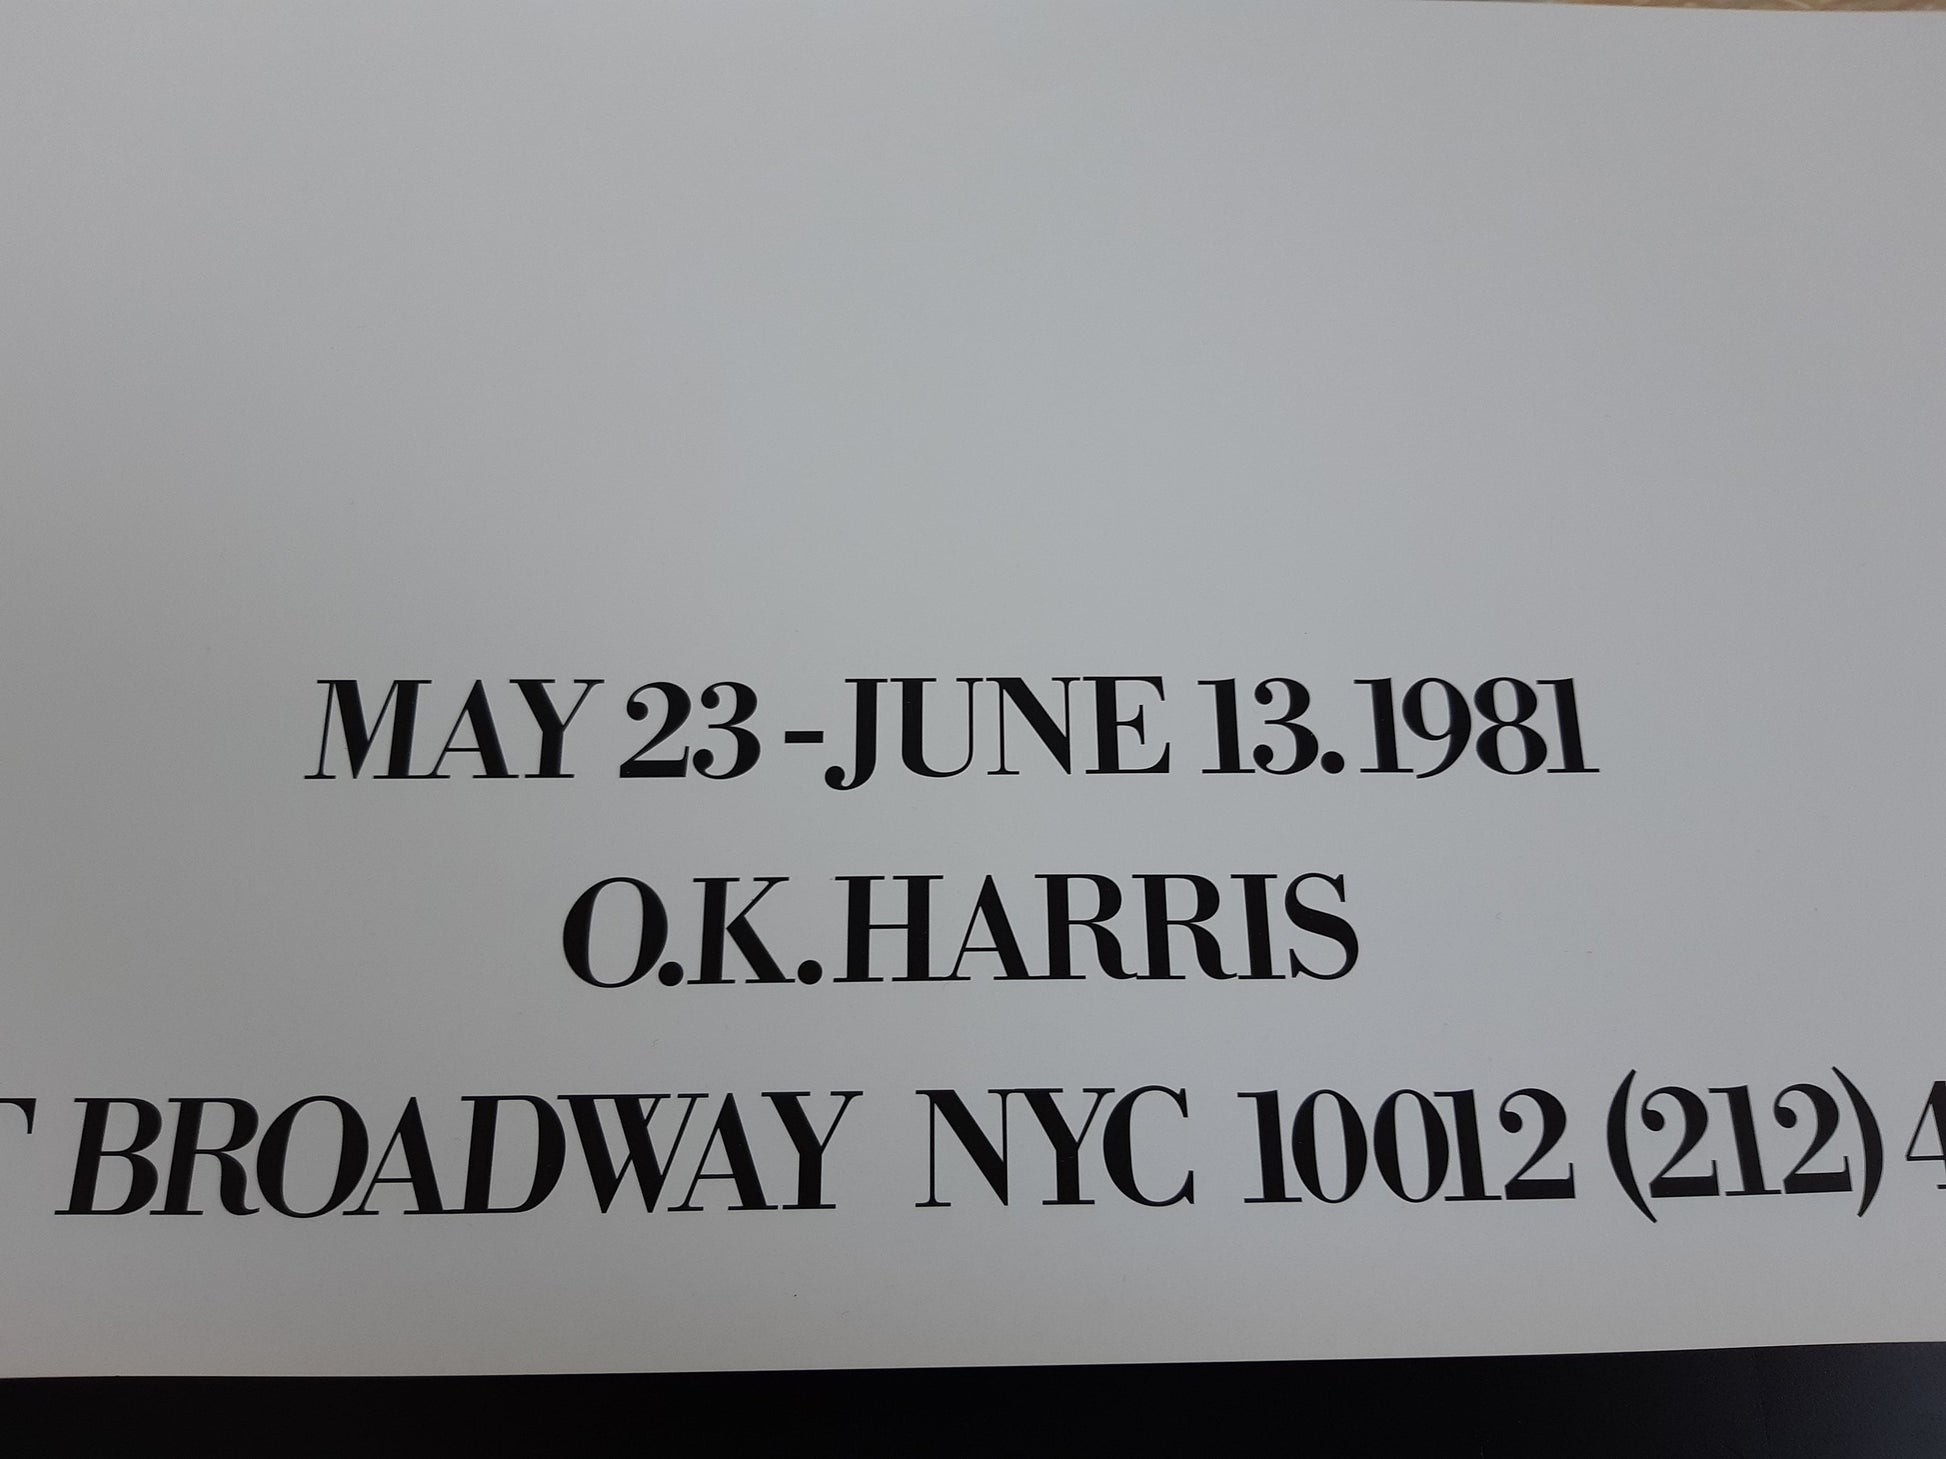 MAY 23-JUNE 13.1981
O.K.HARRIS
BROADWAY NYC 10012 (212)